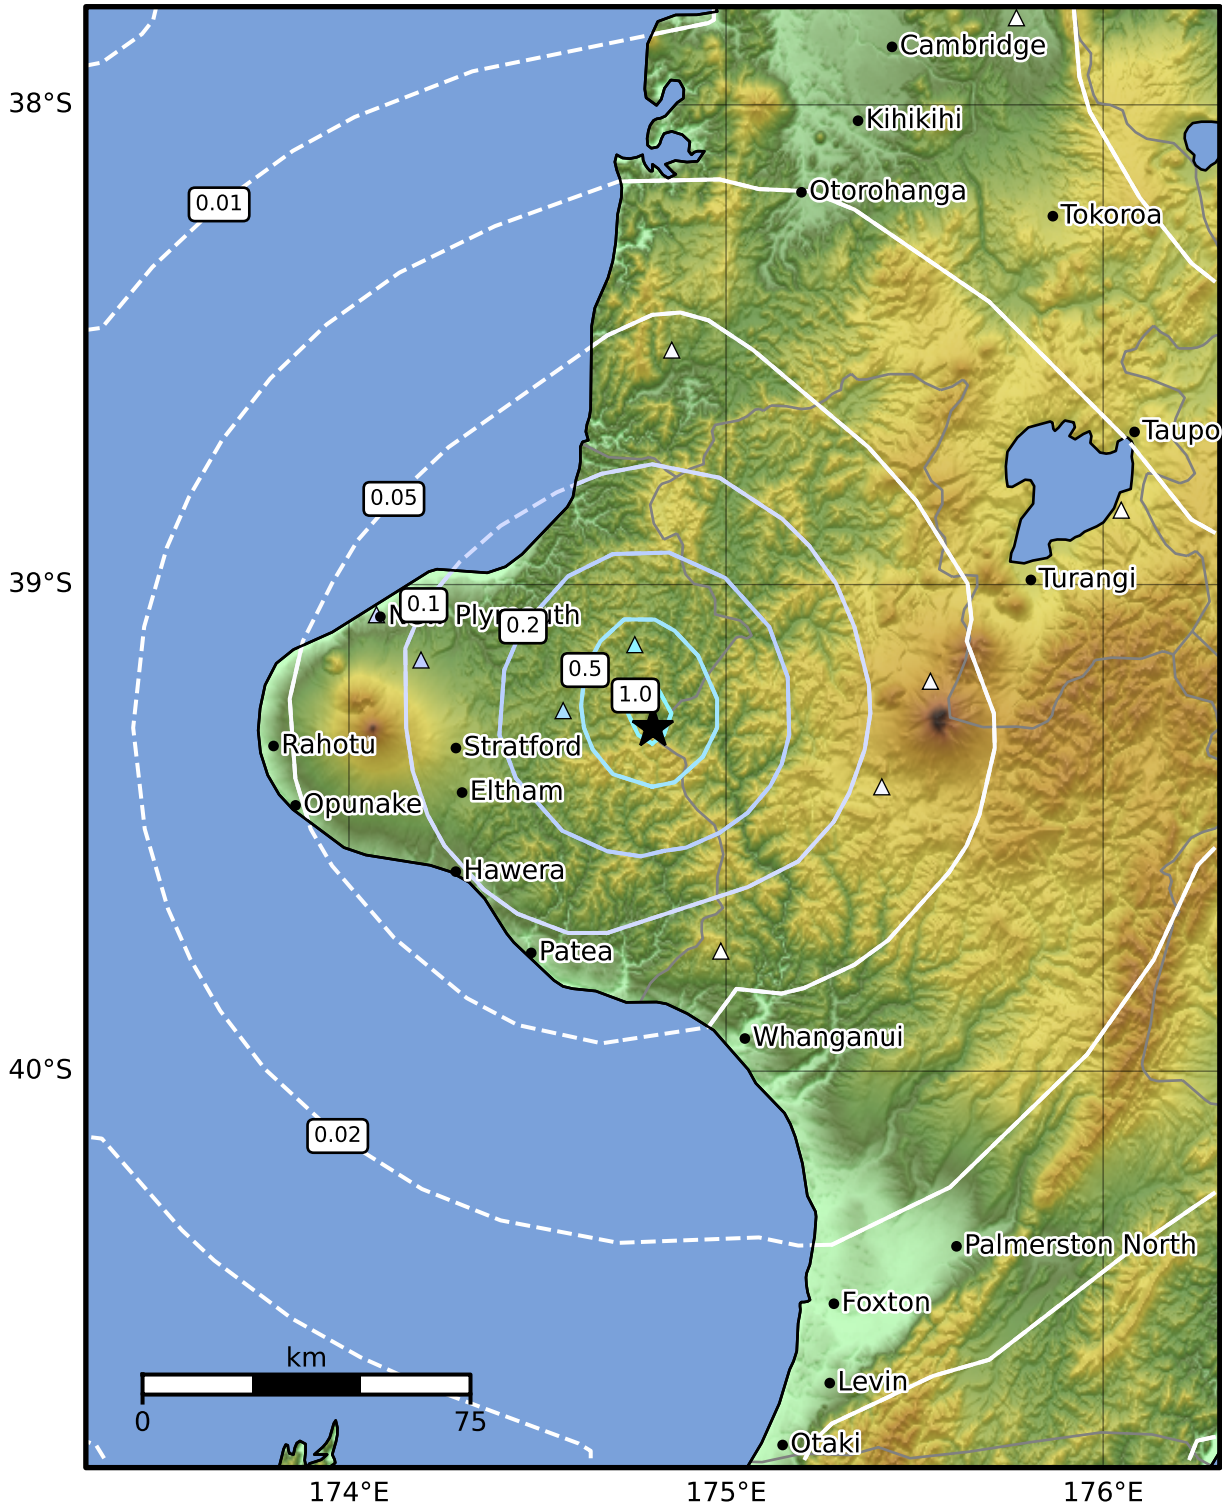 Cambridge
38°S
Kihikihi
Otorohanga
0.01
Tokoroa
Taupo
0.05
39°S
Turangi
0.1
New Plymouth
0.2
0.5
1.0
Rahotu
Stratford
Eltham
Opunake
Hawera
Patea
Whanganui
40°S
0.02
Palmerston North
Foxton
km
Levin
0
75
Otaki
174°E
175°E
176°E